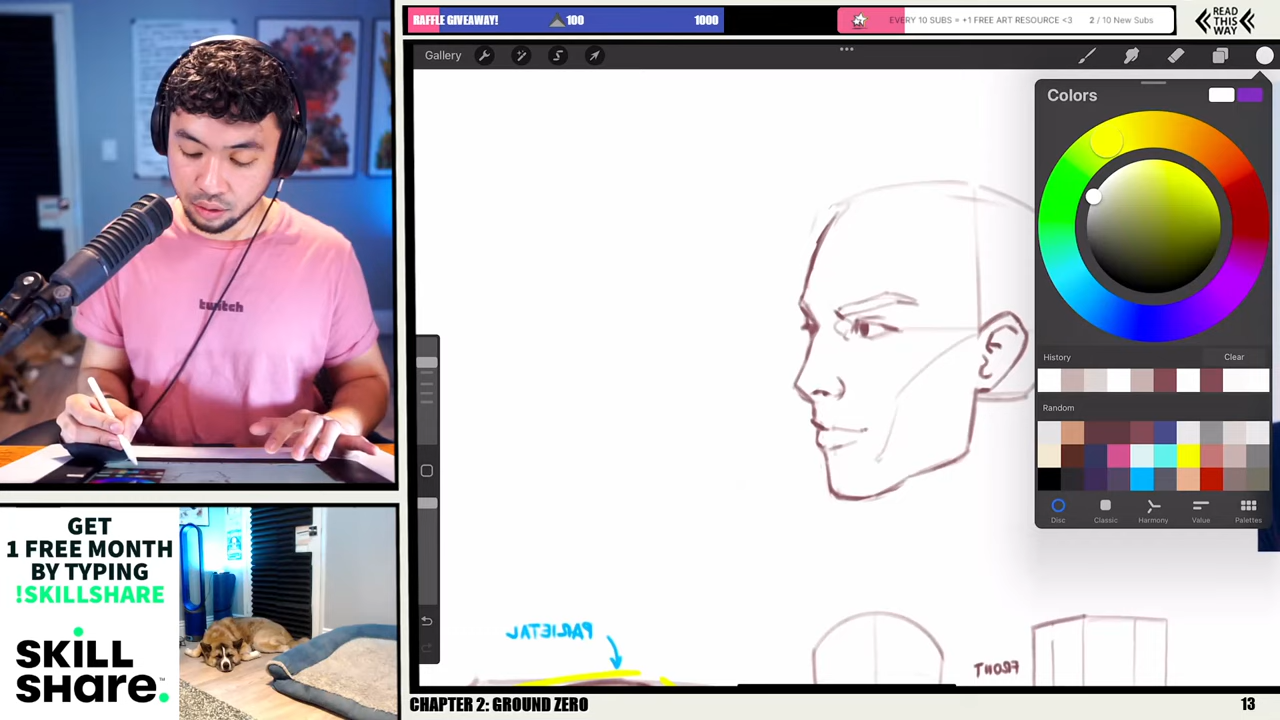 RAFFLE GIVEAWAY!
100
1000
EVERY 10 SUBS = +1 FREE ART RESOURCE <3
2 / 10 New Subs
READ
THIS
WAY
Gallery
Colors
History
Clear
Random
Disc
Classic
Harmony
Value
Palettes
twitch
GET
1 FREE MONTH
BY TYPING
!SKILLSHARE
SKILL
SHare.
PARIETAL
FRONT
CHAPTER 2: GROUND ZERO
13